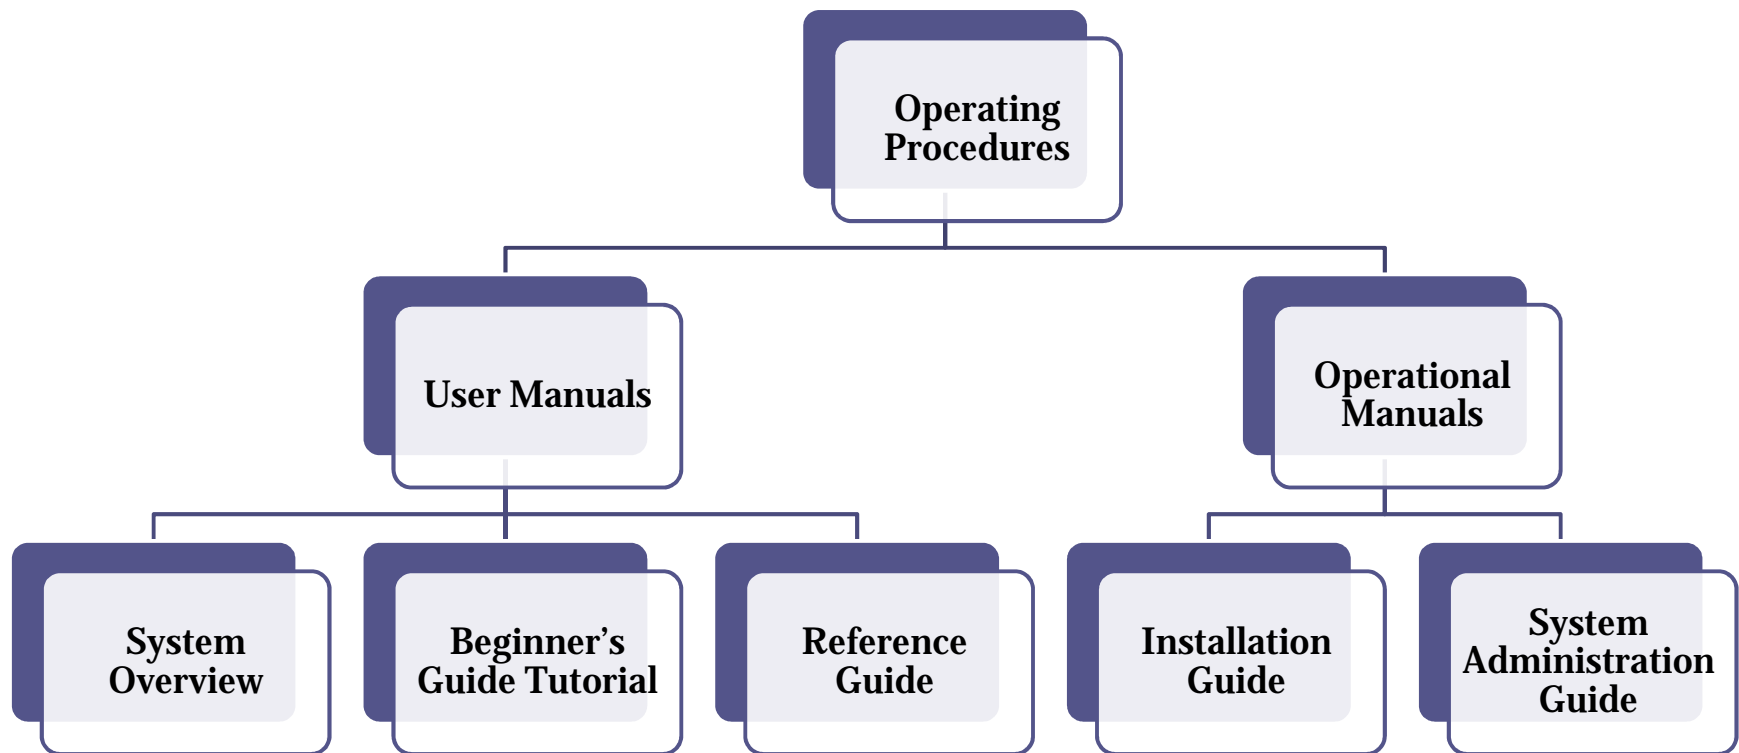 Operating
Procedures
User Manuals
Operational
Manuals
System
Overview
Beginner’s
Guide Tutorial
Reference
Guide
Installation
Guide
System
Administration
Guide